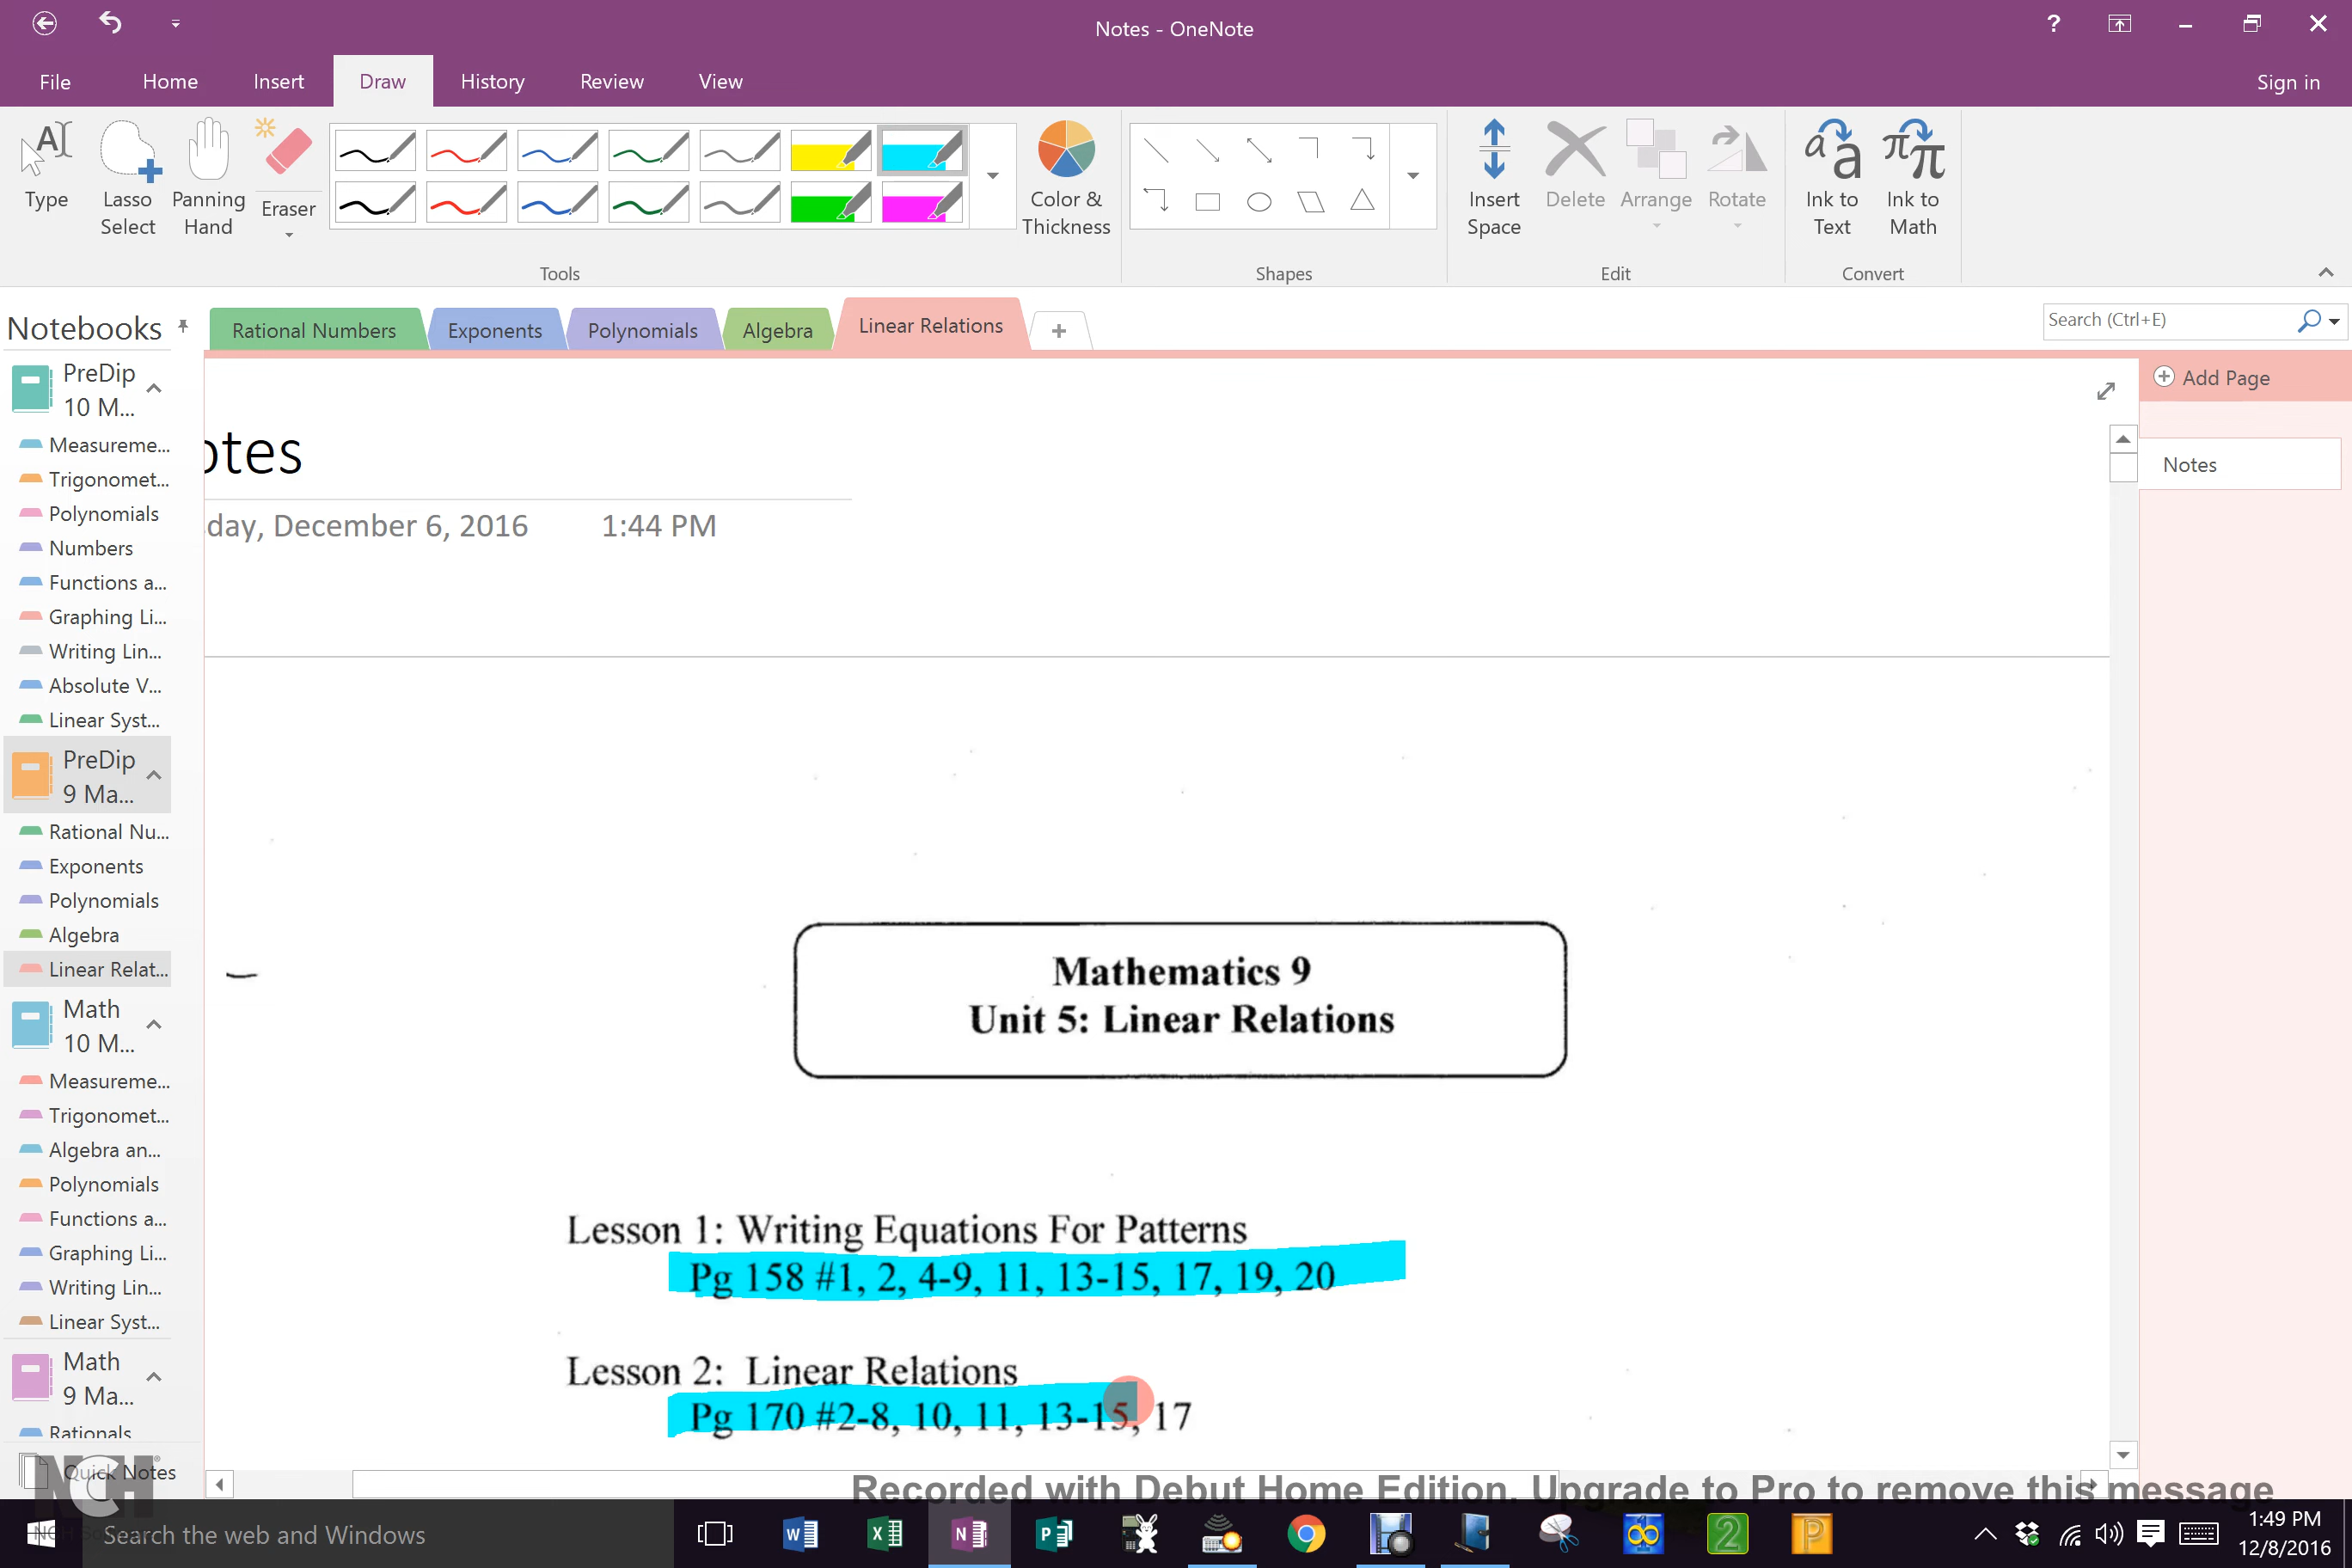 Notes - OneNote
?
File
Home
Insert
Draw
History
Review
View
Sign in
Type
Lasso Select
Panning Hand
Eraser
Color & Thickness
Insert Space
Delete
Arrange
Rotate
Ink to Text
Ink to Math
Tools
Shapes
Edit
Convert
Notebooks
Rational Numbers
Exponents
Polynomials
Algebra
Linear Relations
Search (Ctrl+E)
Add Page
Notes
otes
day, December 6, 2016
1:44 PM
PreDip
10 M...
Measureme...
Trigonomet...
Polynomials
Numbers
Functions a...
Graphing Li...
Writing Lin...
Absolute V...
Linear Syst...
PreDip
9 Ma...
Rational Nu...
Exponents
Polynomials
Algebra
Linear Relat...
Math
10 M...
Measureme...
Trigonomet...
Algebra an...
Polynomials
Functions a...
Graphing Li...
Writing Lin...
Linear Syst...
Math
9 Ma...
Rationals
Quick Notes
NCH
Mathematics 9
Unit 5: Linear Relations
Lesson 1: Writing Equations For Patterns
Pg 158 #1, 2, 4-9, 11, 13-15, 17, 19, 20
Lesson 2: Linear Relations
Pg 170 #2-8, 10, 11, 13-15, 17
Recorded with Debut Home Edition. Upgrade to Pro to remove this message
Search the web and Windows
1:49 PM
12/8/2016